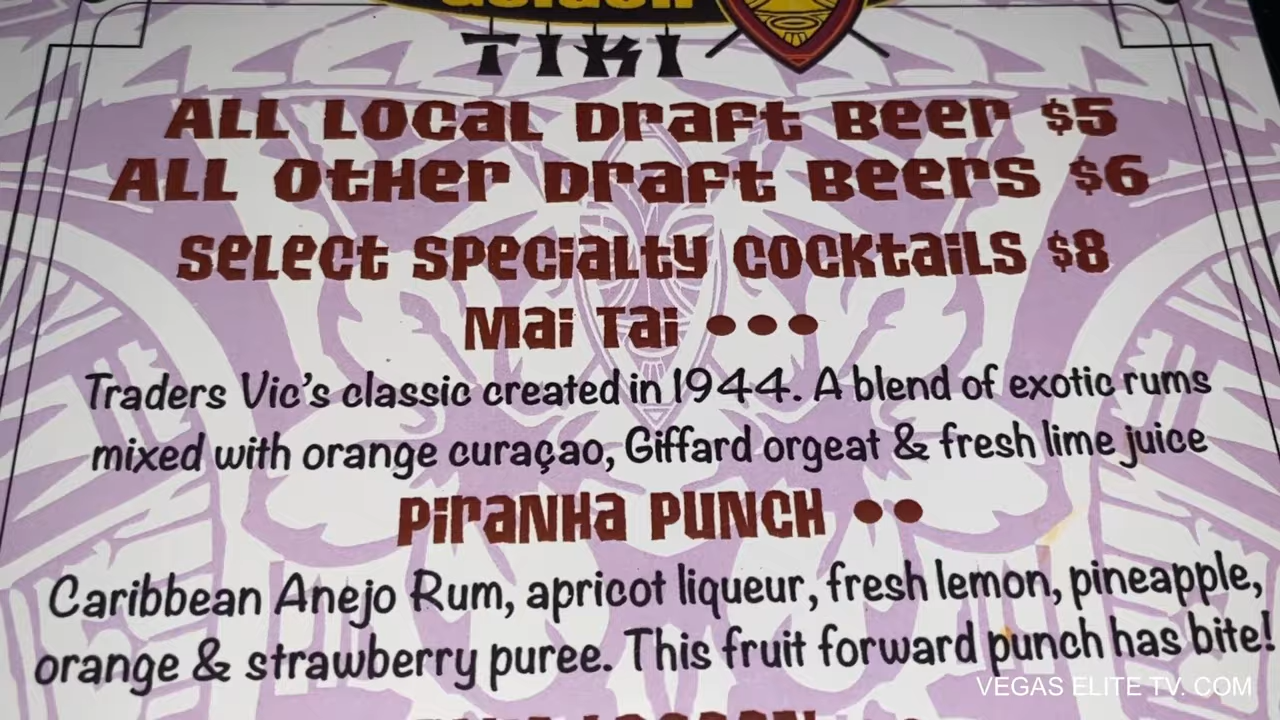 Golden
TIKI
ALL LOCAL DRAFT BEER $5
ALL OTHER DRAFT BEERS $6
SELECT SPECIALTY COCKTAILS $8
Mai Tai •••
Traders Vic's classic created in 1944. A blend of exotic rums
mixed with orange curaçao, Giffard orgeat & fresh lime juice
PIRANHA PUNCH ••
Caribbean Anejo Rum, apricot liqueur, fresh lemon, pineapple,
orange & strawberry puree. This fruit forward punch has bite!
VEGAS ELITE TV. COM